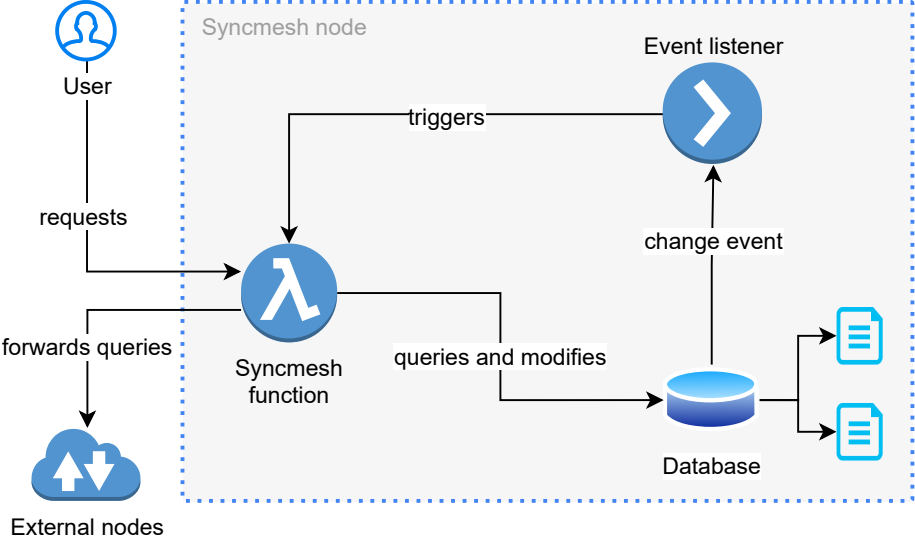 Syncmesh node
Event listener
User
triggers
requests
change event
forwards queries
queries and modifies
Syncmesh
function
Database
External nodes